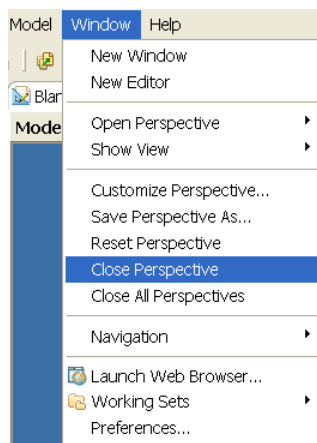 Model Window Help
New Window
New Editor
Blan
Mode
Open Perspective
Show View
Customize Perspective...
Save Perspective As...
Reset Perspective
Close Perspective
Close All Perspectives
Navigation
Launch Web Browser...
Working Sets
Preferences...